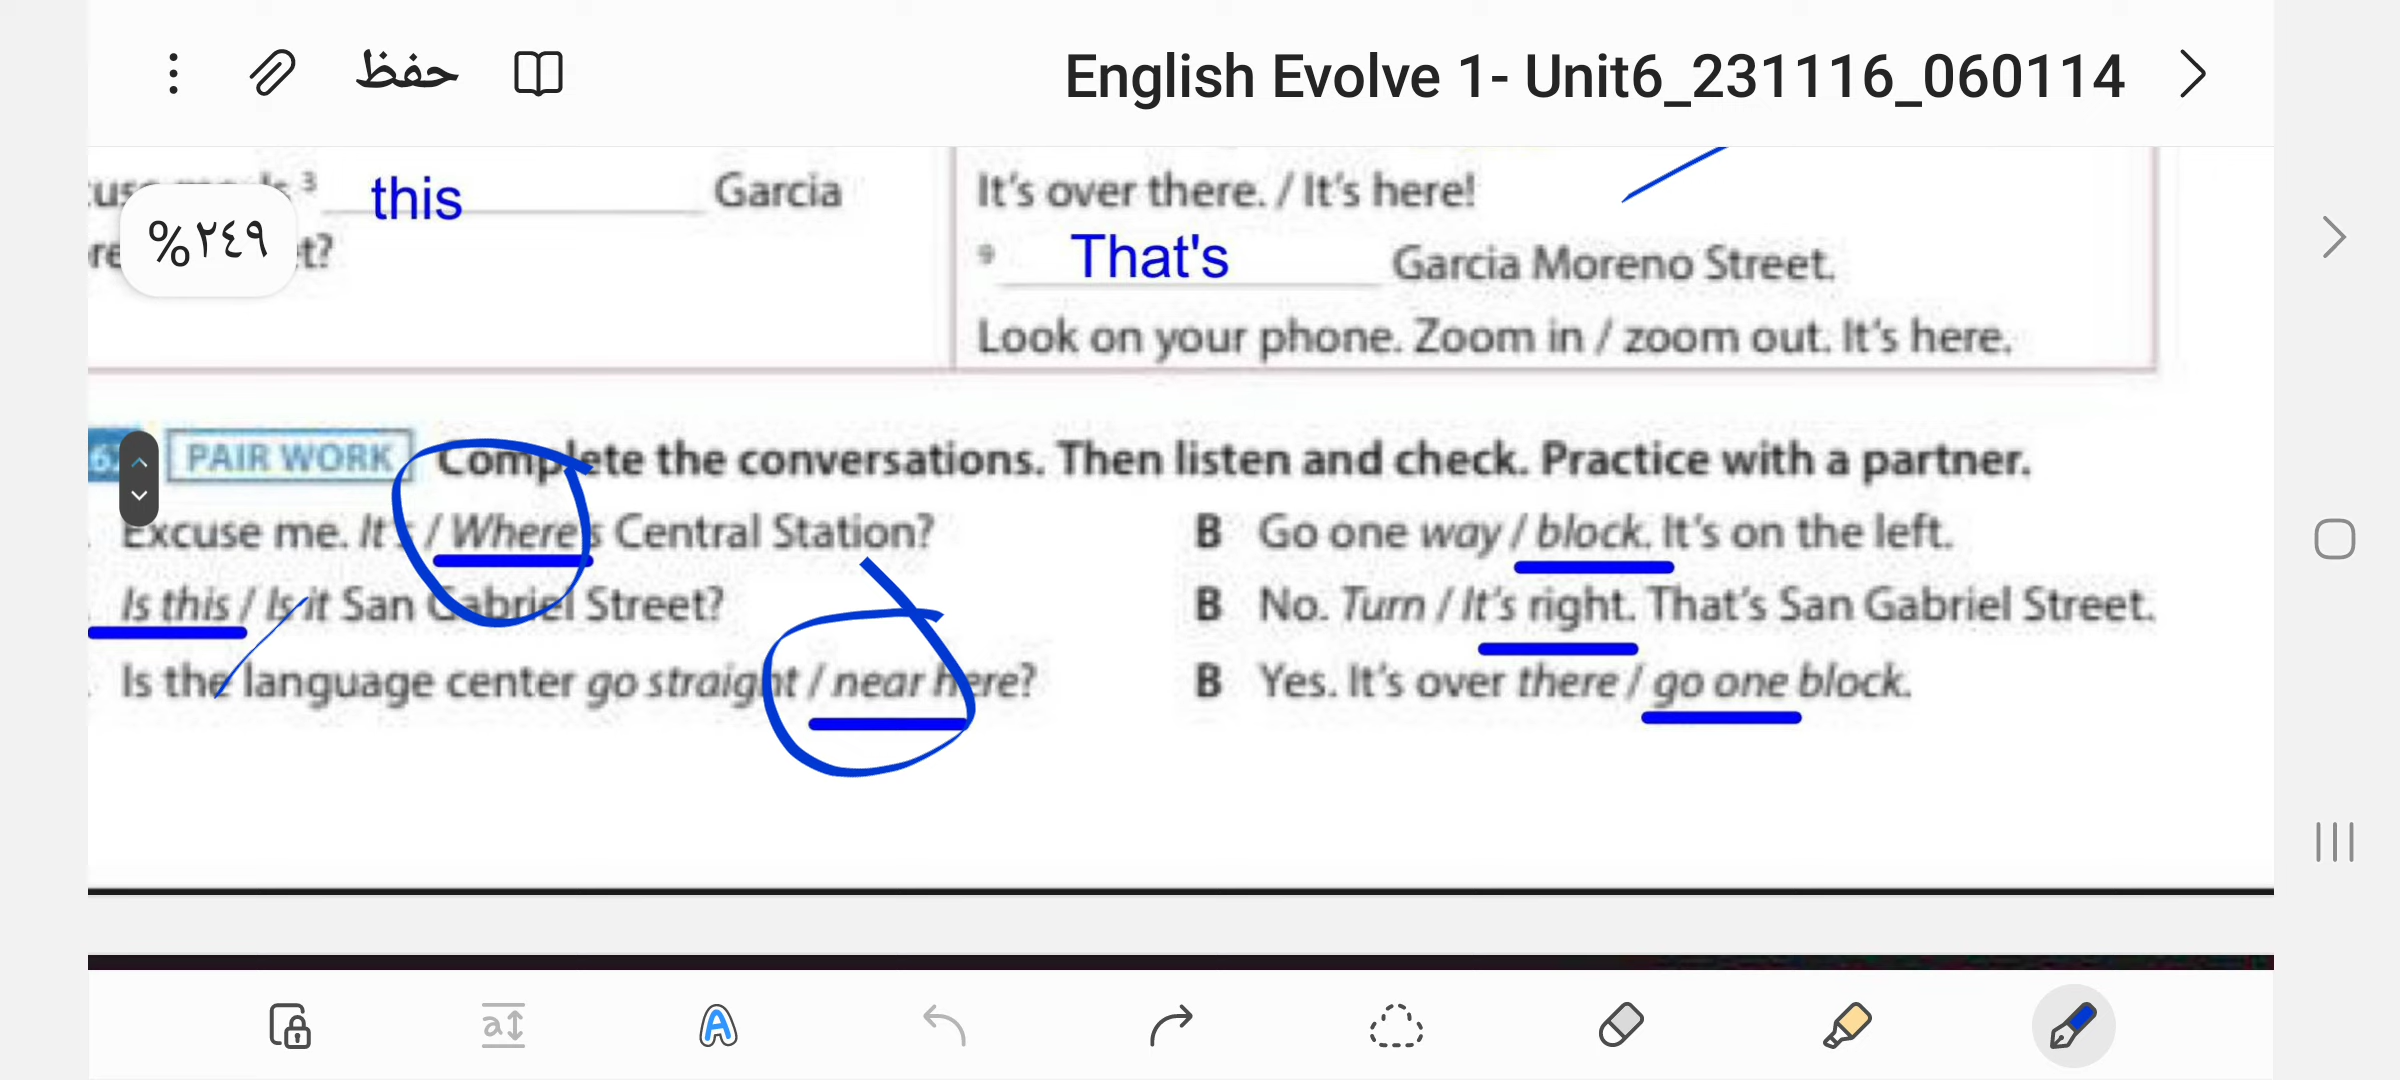 حفظ
English Evolve 1- Unit6_231116_060114
%٢٤٩
3 this Garcia
t?
It's over there. / It's here!
9 That's Garcia Moreno Street.
Look on your phone. Zoom in / zoom out. It's here.
6 PAIR WORK Complete the conversations. Then listen and check. Practice with a partner.
Excuse me. It's / Where's Central Station?
B Go one way / block. It's on the left.
Is this / Is it San Gabriel Street?
B No. Turn / It's right. That's San Gabriel Street.
Is the language center go straight / near here?
B Yes. It's over there / go one block.